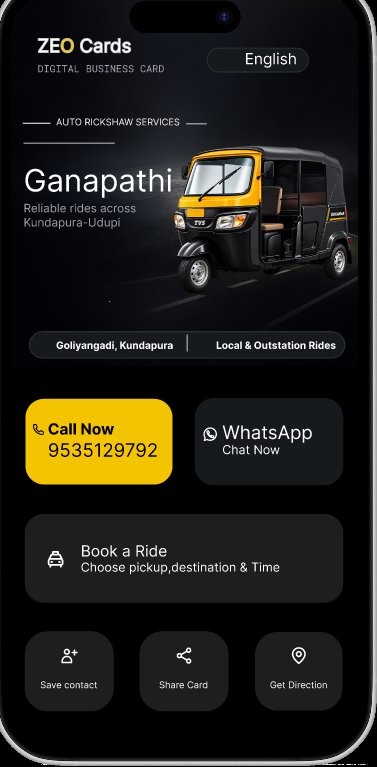 ZEO Cards
English
DIGITAL BUSINESS CARD
AUTO RICKSHAW SERVICES
Ganapathi
Reliable rides across
Kundapura-Udupi
TVS
Goliyangadi, Kundapura
Local & Outstation Rides
Call Now
9535129792
WhatsApp
Chat Now
Book a Ride
Choose pickup,destination & Time
Save contact
Share Card
Get Direction